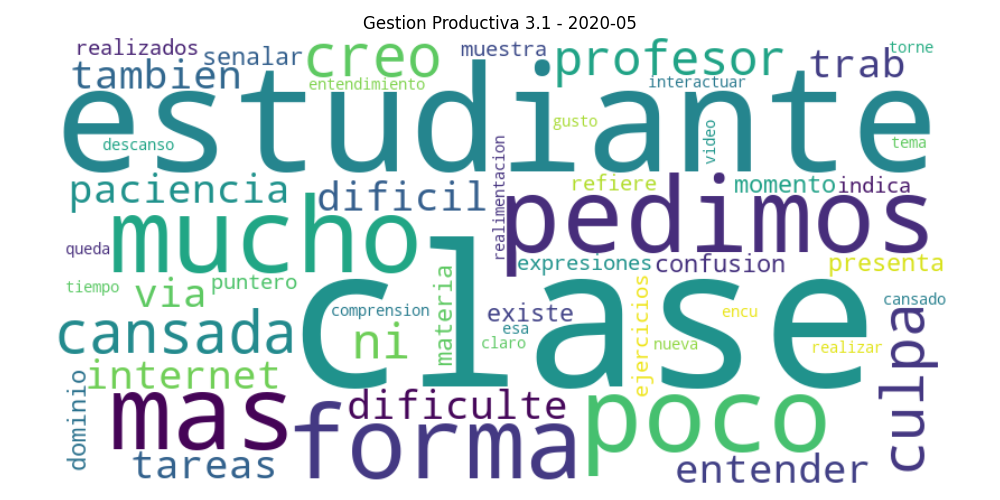 Gestion Productiva 3.1 - 2020-05
realizados
senalar
creo
muestra
profesor
trab
torne
tambien
entendimiento
interactuar
estudiante
gusto
video
tema
descanso
realimentacion
paciencia
dificil
refiere
momento
indica
mucho
pedimos
queda
expresiones
confusion
presenta
tiempo
via
puntero
clase
materia
comprension
existe
esa
encu
cansado
cansada
ni
claro
ejercicios
nueva
realizar
culpa
internet
dominio
mas
dificulte
forma
poco
tareas
entender